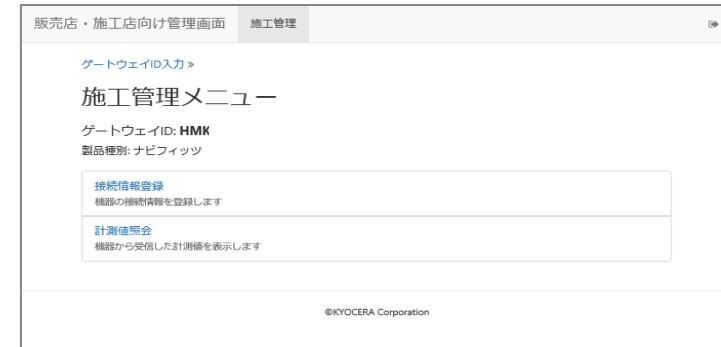 販売店・施工店向け管理画面 施工管理
ゲートウェイID入力 »
施工管理メニュー
ゲートウェイID: HMK
製品種別: ナビフィッツ
接続情報登録
機器の接続情報を登録します
計測値照会
機器から受信した計測値を表示します
©KYOCERA Corporation